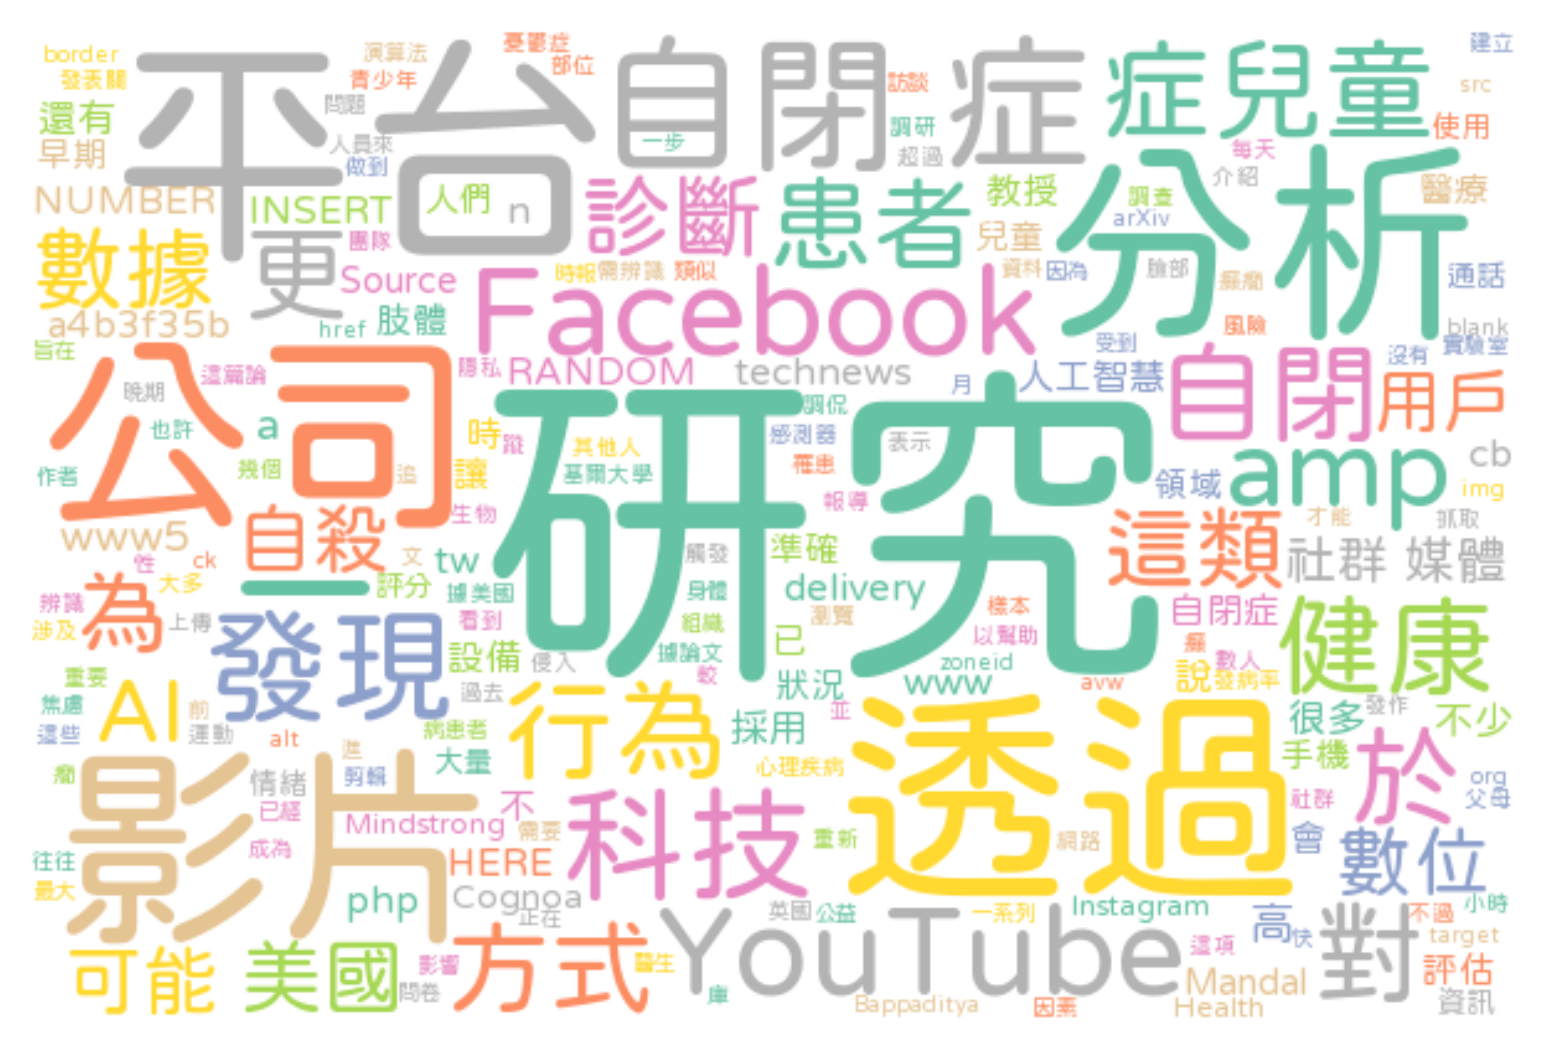 border 演算法 憂鬱症 建立
發表關 青少年 部位 訪談 src
平台 自閉 症 症兒童
還有 問題 一步 調研 使用
早期 人員來 做到 超過 每天 介紹
NUMBER INSERT 人們 n 診斷 患者 教授 調查 分析 醫療
arXiv
數據 更 團隊 兒童
Source 時報 需辨識 類似 資料 因為 臉部 癲癇 通話
Facebook
a4b3f35b href 肢體 風險 blank
旨在 受到 沒有 實驗室
公司 這篇論 隱私 RANDOM technews 月 人工智慧 自閉 用戶
晚期 研究
也許 a 時 蹤 其他人 調侃 感測器 表示
作者 幾個 追 讓 基爾大學 罹患 領域 amp cb
img
www5 自殺 生物 報導 這類 才能 抓取
性 ck 文 tw 觸發 準確 社群 媒體
為 大多 一 評分 據美國 身體 delivery
辨識 樣本 自閉症 健康
涉及 上傳 發現 看到 組織 瀏覽 以幫助
設備 侵入 據論文 已 zoneid 癲 數人
重要 AI 過去 較 狀況 www avw 說 發病率
焦慮 前 行為 並 透過 很多 發作 不少
這些 運動 alt 病患者 採用
癇 進 大量 心理疾病 手機 於
影片 情緒 剪輯 org
已經 不 科技 社群 父母
Mindstrong 需要 重新 網路 會 數位
往往 成為 HERE
最大 php Cognoa
正在 英國 公益 一系列 Instagram 高 不過 小時
可能 美國 影響 方式 醫生 YouTube 這項 快 對 target
問卷 庫 Mandal 評估
Bappaditya 因素 Health 資訊